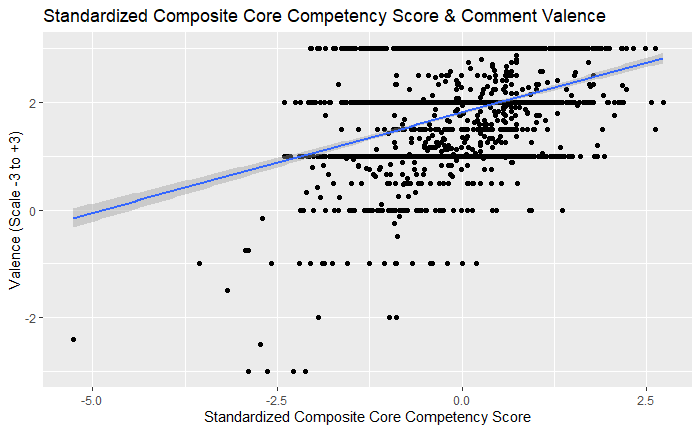 Standardized Composite Core Competency Score & Comment Valence
Valence (Scale -3 to +3)
2
0
-2
-5.0 -2.5 0.0 2.5
Standardized Composite Core Competency Score